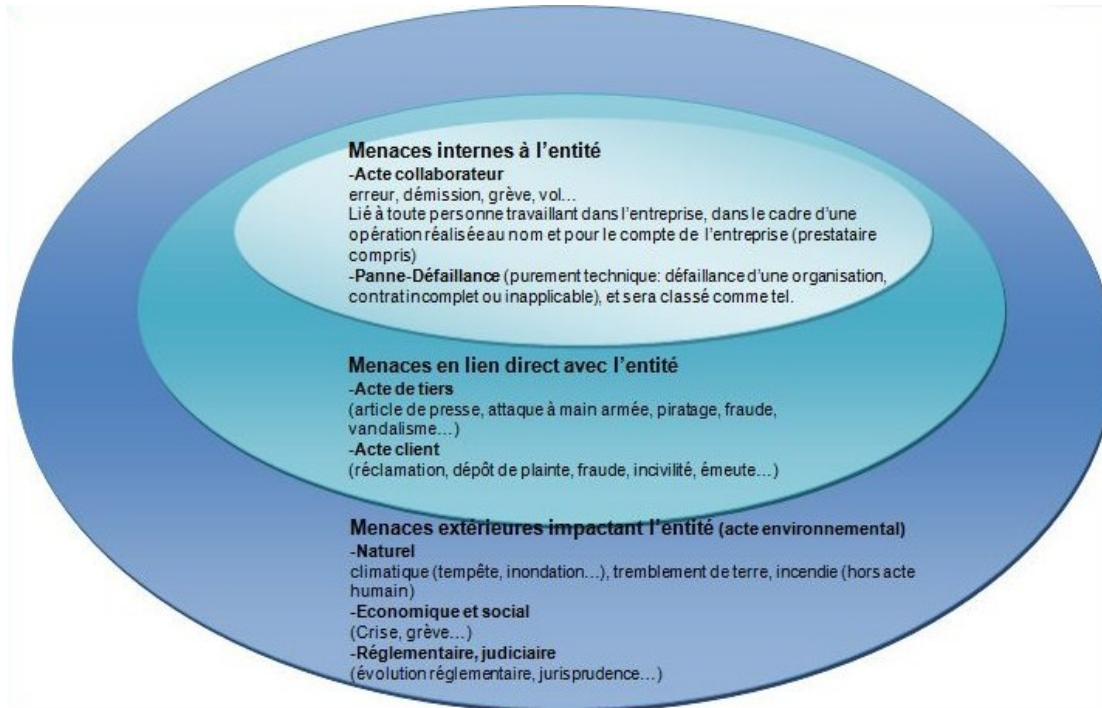 Menaces internes à l'entité
-Acte collaborateur
erreur, démission, grève, vol…
Lié à toute personne travaillant dans l'entreprise, dans le cadre d'une
opération réalisée au nom et pour le compte de l'entreprise (prestataire
compris)
-Panne-Défaillance (purement technique: défaillance d'une organisation,
contrat incomplet ou inapplicable), et sera classé comme tel.
Menaces en lien direct avec l'entité
-Acte de tiers
(article de presse, attaque à main armée, piratage, fraude,
vandalisme…)
-Acte client
(réclamation, dépôt de plainte, fraude, incivilité, émeute…)
Menaces extérieures impactant l'entité (acte environnemental)
-Naturel
climatique (tempête, inondation…), tremblement de terre, incendie (hors acte
humain)
-Economique et social
(Crise, grève…)
-Réglementaire, judiciaire
(évolution réglementaire, jurisprudence…)